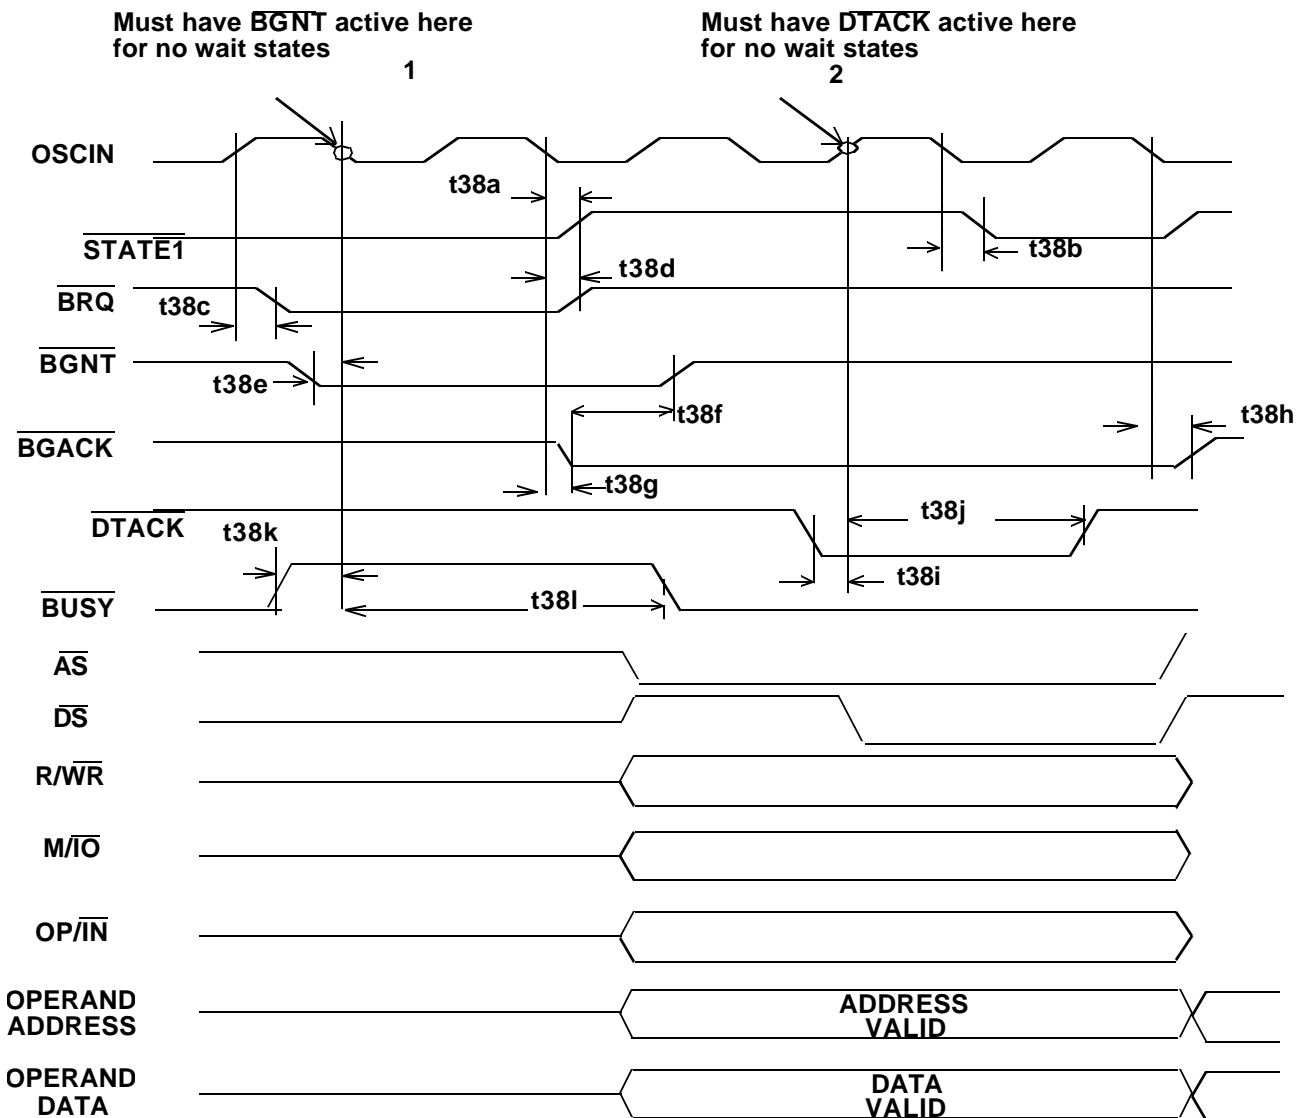 Must have BGNT active here
for no wait states
1
Must have DTACK active here
for no wait states
2
OSCIN
t38a
STATE1
t38b
t38d
BRQ
t38c
BGNT
t38e
t38f
t38h
BGACK
t38g
DTACK
t38k
t38j
t38i
BUSY
t38l
AS
DS
R/WR
M/IO
OP/IN
OPERAND
ADDRESS
ADDRESS
VALID
OPERAND
DATA
DATA
VALID